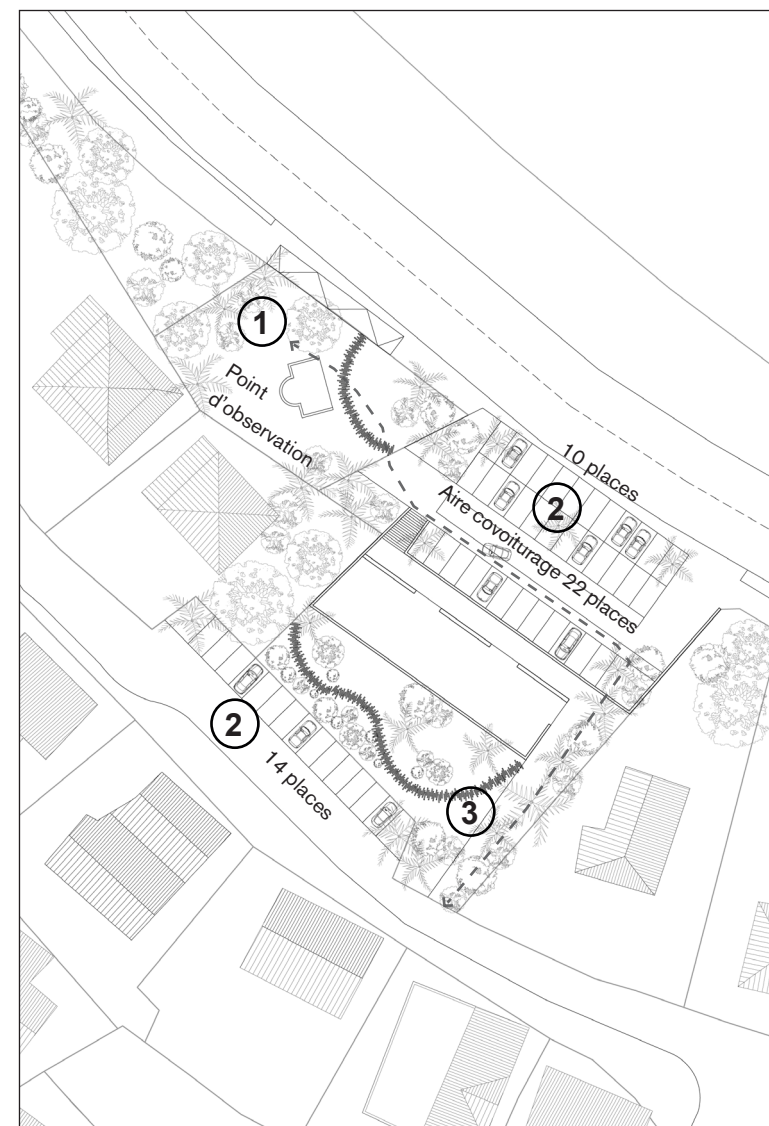 1
Point
d'observation
10 places
2
Aire covoiturage 22 places
2
14 places
3